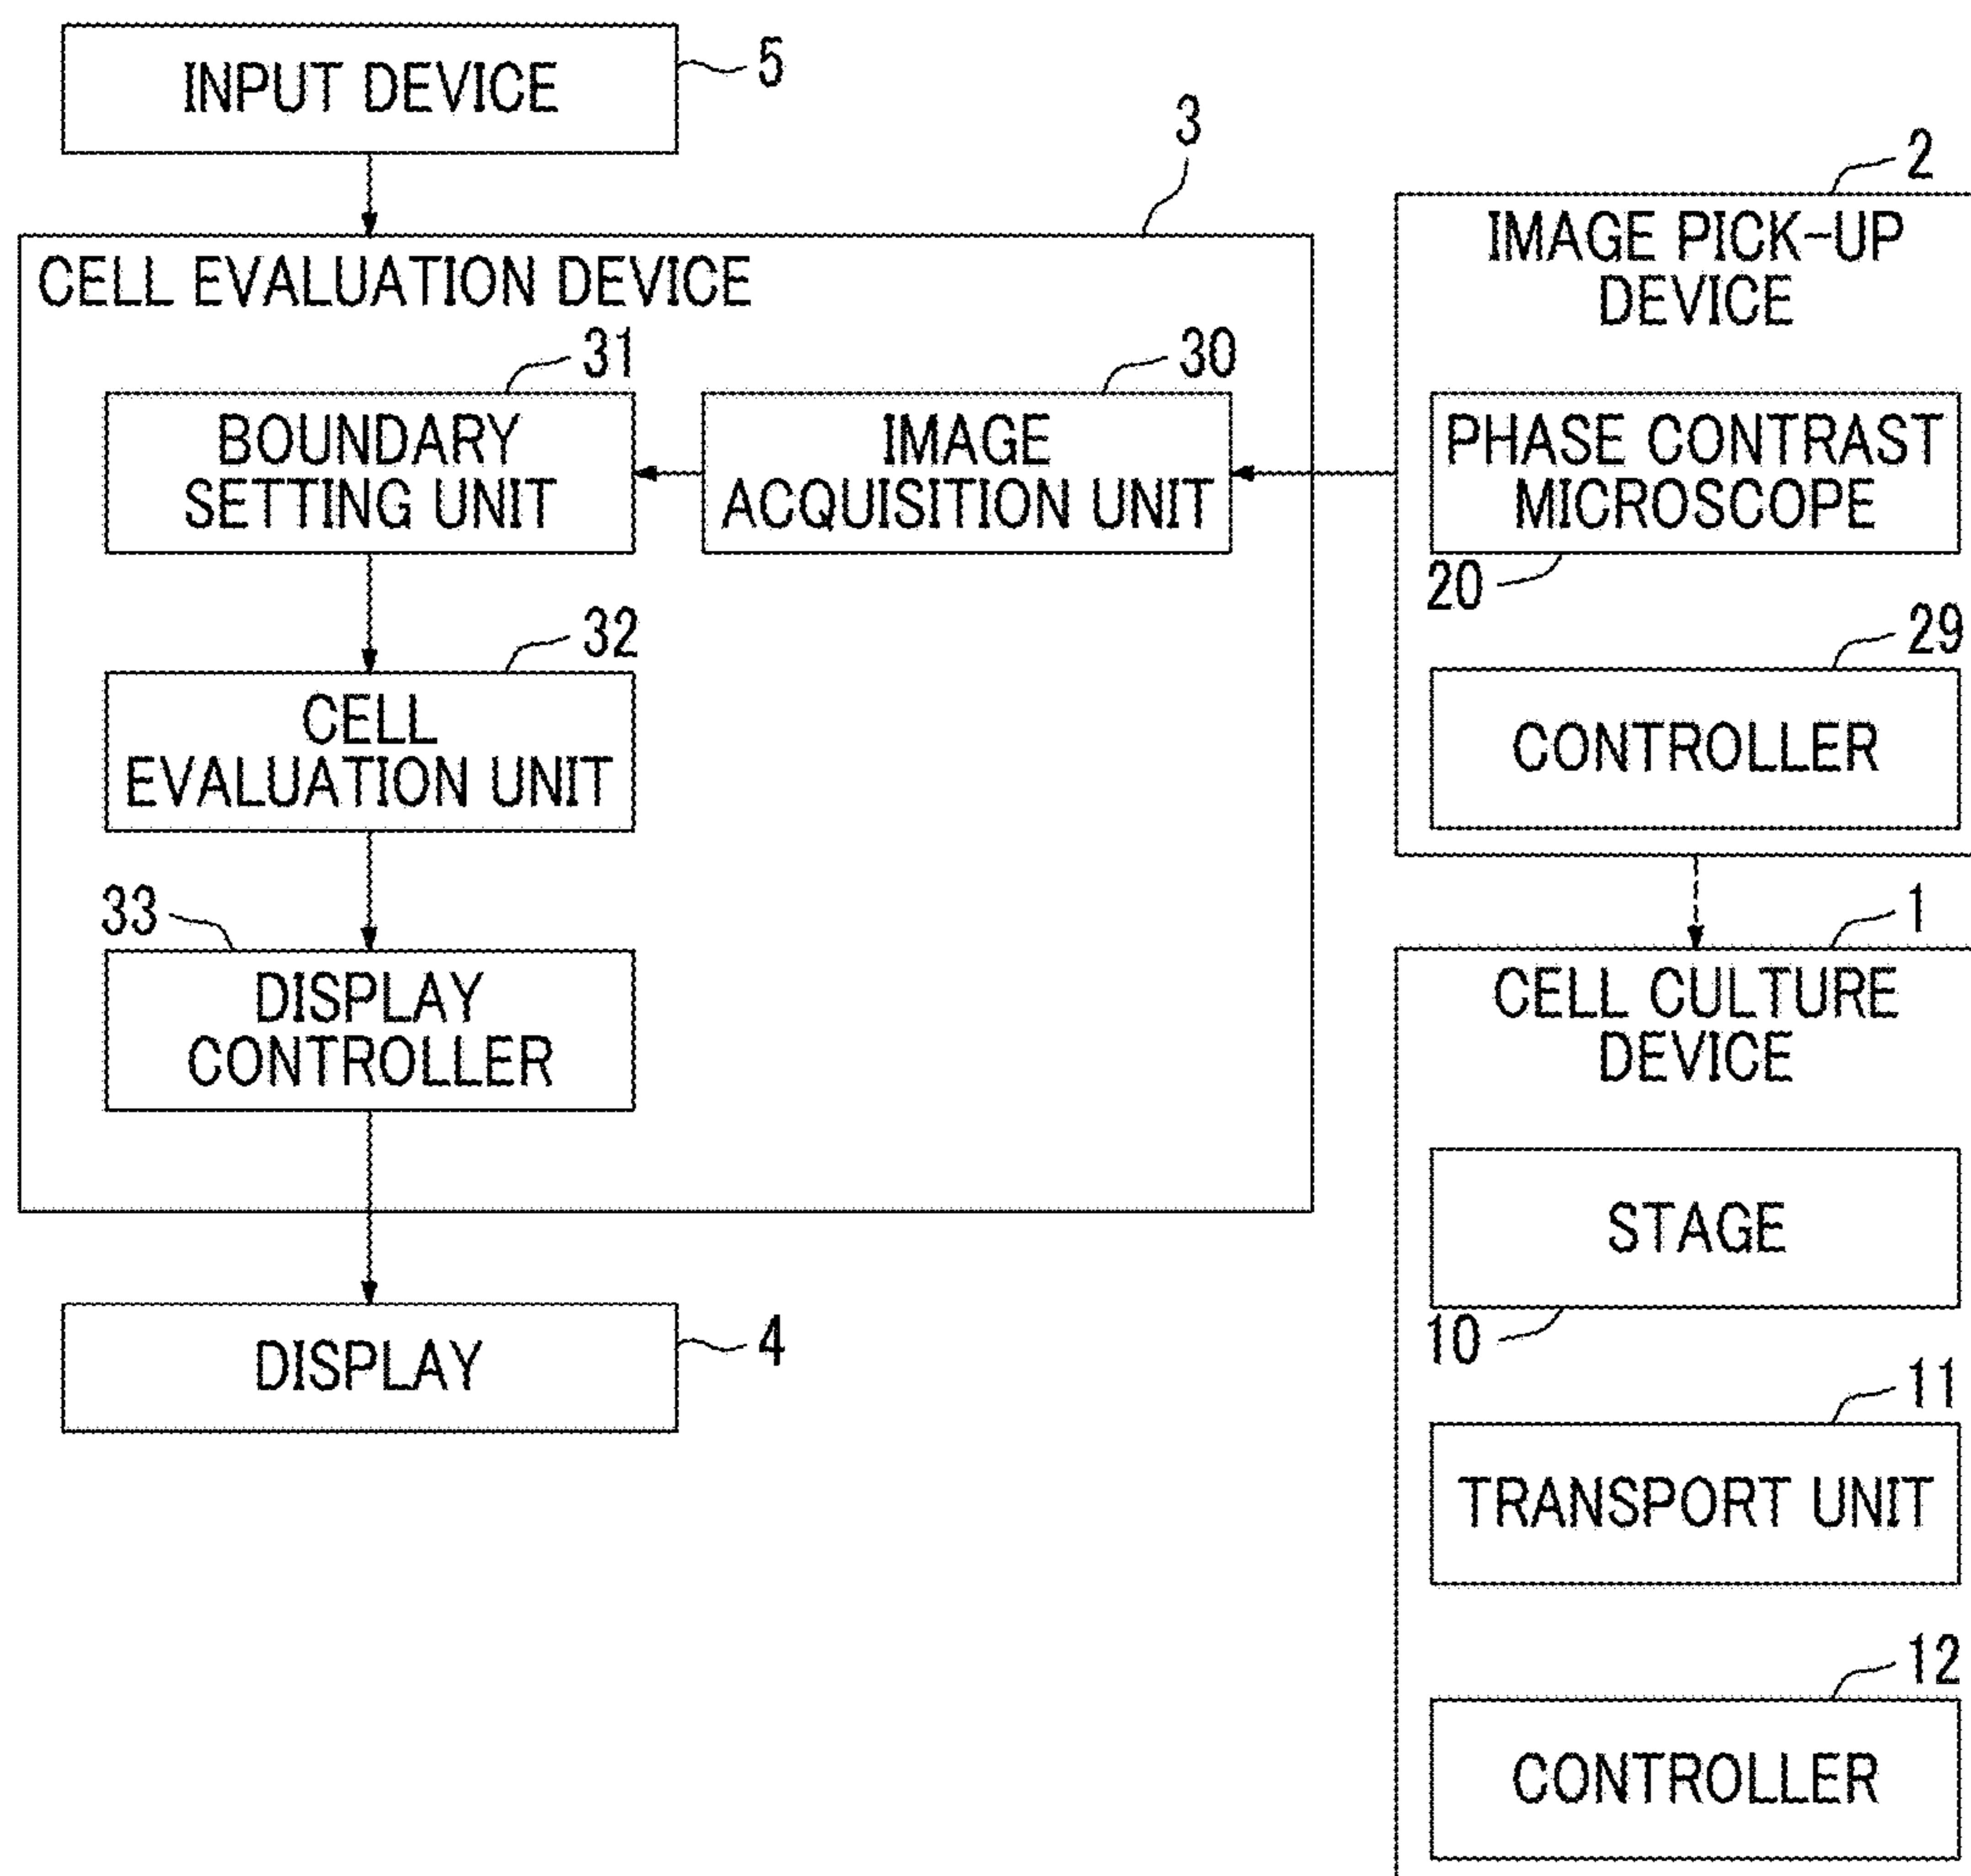 INPUT DEVICE
5
3
CELL EVALUATION DEVICE
31
BOUNDARY
SETTING UNIT
30
IMAGE
ACQUISITION UNIT
32
CELL
EVALUATION UNIT
33
DISPLAY
CONTROLLER
DISPLAY
4
2
IMAGE PICK-UP
DEVICE
PHASE CONTRAST
MICROSCOPE
20
29
CONTROLLER
1
CELL CULTURE
DEVICE
STAGE
10
11
TRANSPORT UNIT
12
CONTROLLER